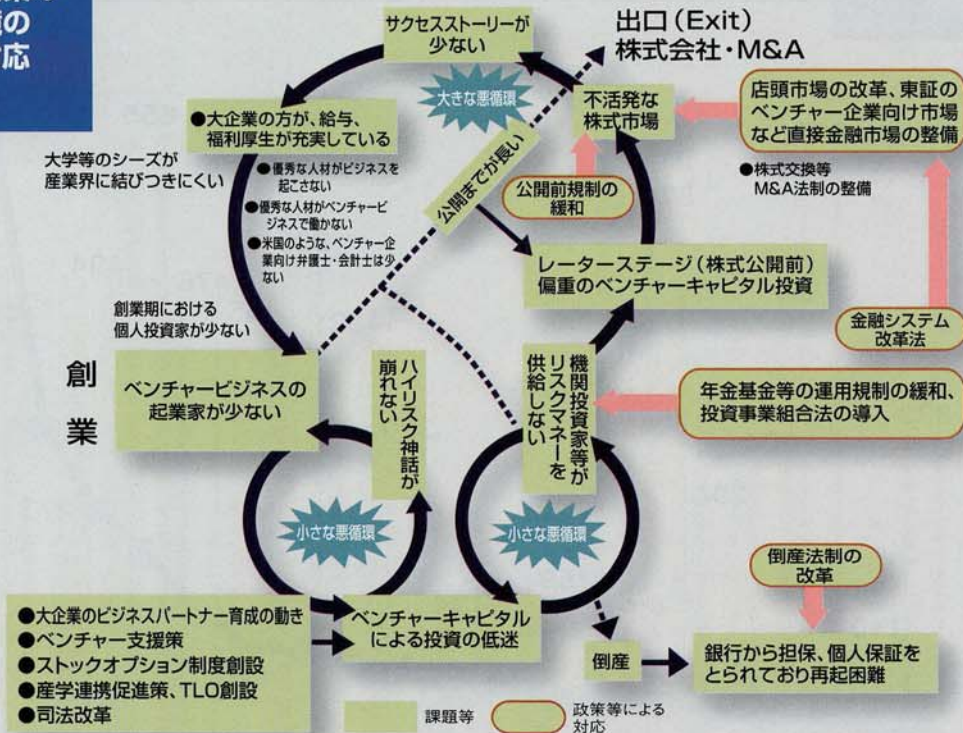 応
サクセスストーリーが
少ない
出口(Exit)
株式会社・M&A
大きな悪循環
●大企業の方が、給与、
福利厚生が充実している
不活発な
株式市場
店頭市場の改革、東証の
ベンチャー企業向け市場
など直接金融市場の整備
大学等のシーズが
産業界に結びつきにくい
●優秀な人材がビジネスを
起こさない
●優秀な人材がベンチャービ
ジネスで働かない
●米国のような、ベンチャー企
業向け弁護士・会計士は少
ない
公開までが長い
公開前規制の
緩和
●株式交換等
M&A法制の整備
レーターステージ(株式公開前)
偏重のベンチャーキャピタル投資
創業期における
個人投資家が少ない
金融システム
改革法
創
業
ベンチャービジネスの
起業家が少ない
ハイリスク神話が
崩れない
機関投資家等が
リスクマネーを
供給しない
年金基金等の運用規制の緩和、
投資事業組合法の導入
小さな悪循環
小さな悪循環
倒産法制の
改革
●大企業のビジネスパートナー育成の動き
●ベンチャー支援策
●ストックオプション制度創設
●産学連携促進策、TLO創設
●司法改革
ベンチャーキャピタル
による投資の低迷
倒産
銀行から担保、個人保証を
とられており再起困難
課題等
政策等による
対応